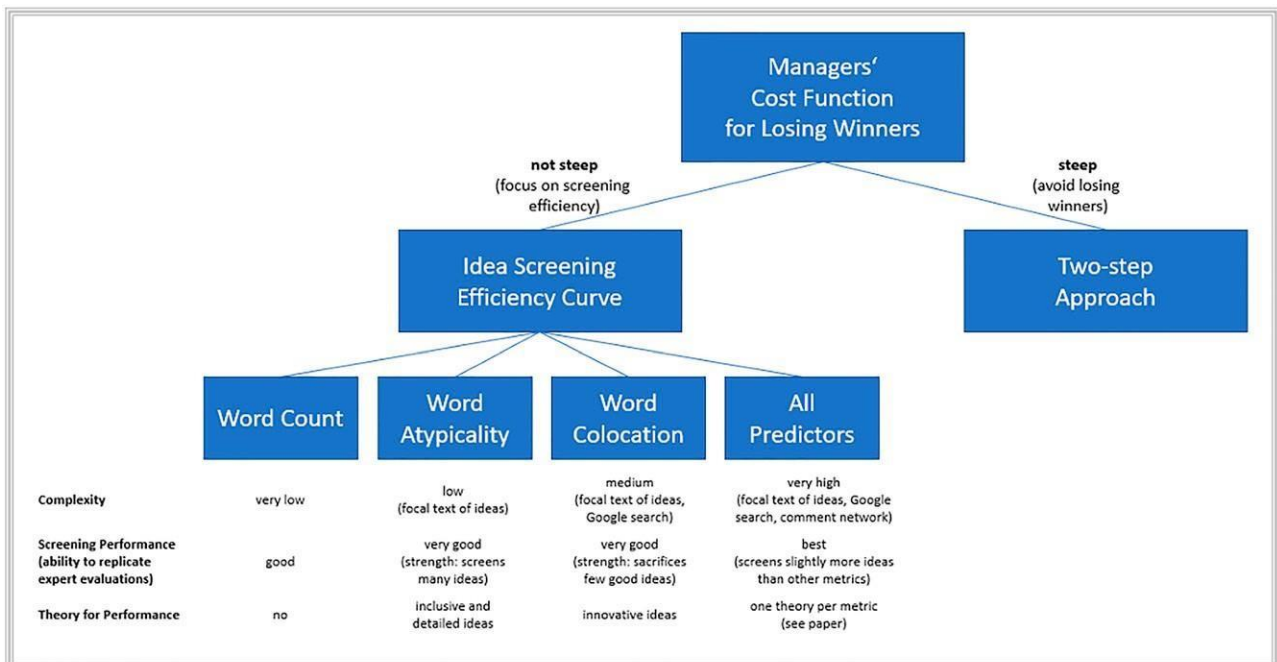 Managers‘
Cost Function
for Losing Winners
not steep
(focus on screening
efficiency)
steep
(avoid losing
winners)
Idea Screening
Efficiency Curve
Two-step
Approach
Word Count
Word
Atypicality
Word
Colocation
All
Predictors
Complexity
very low
low
(focal text of ideas)
medium
(focal text of ideas,
Google search)
very high
(focal text of ideas, Google
search, comment network)
Screening Performance
(ability to replicate
expert evaluations)
good
very good
(strength: screens
many ideas)
very good
(strength: sacrifices
few good ideas)
best
(screens slightly more ideas
than other metrics)
Theory for Performance
no
inclusive and
detailed ideas
innovative ideas
one theory per metric
(see paper)